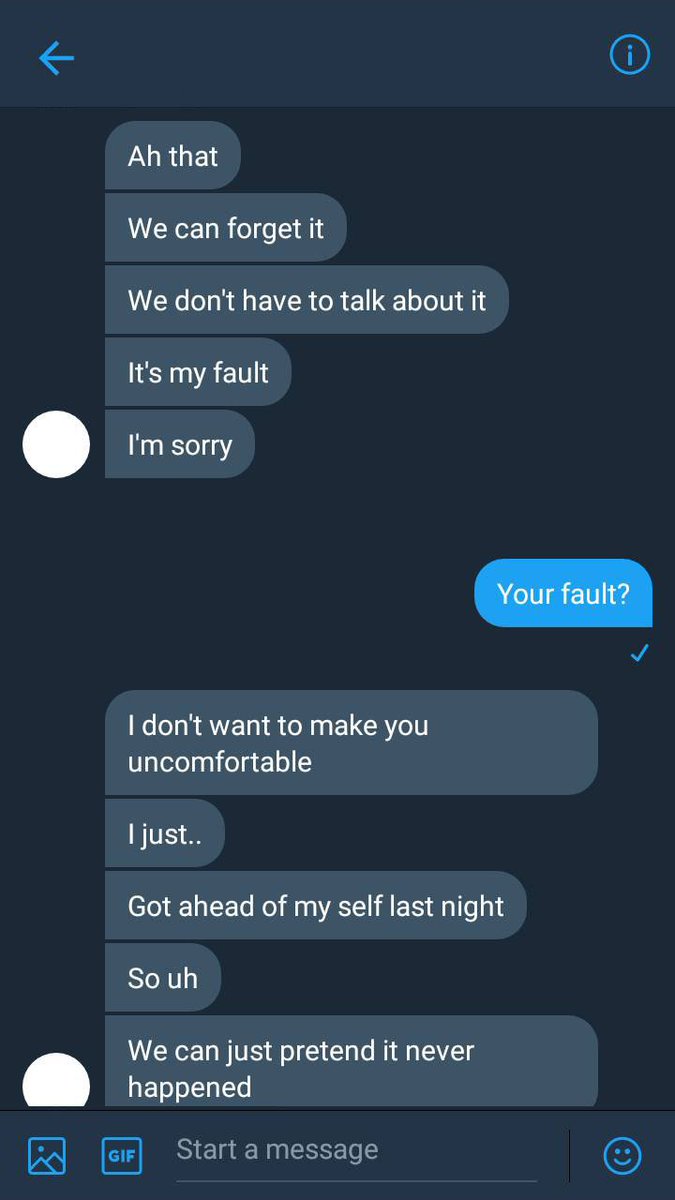 Ah that
We can forget it
We don't have to talk about it
It's my fault
I'm sorry
Your fault?
I don't want to make you
uncomfortable
I just..
Got ahead of my self last night
So uh
We can just pretend it never
happened
GIF
Start a message